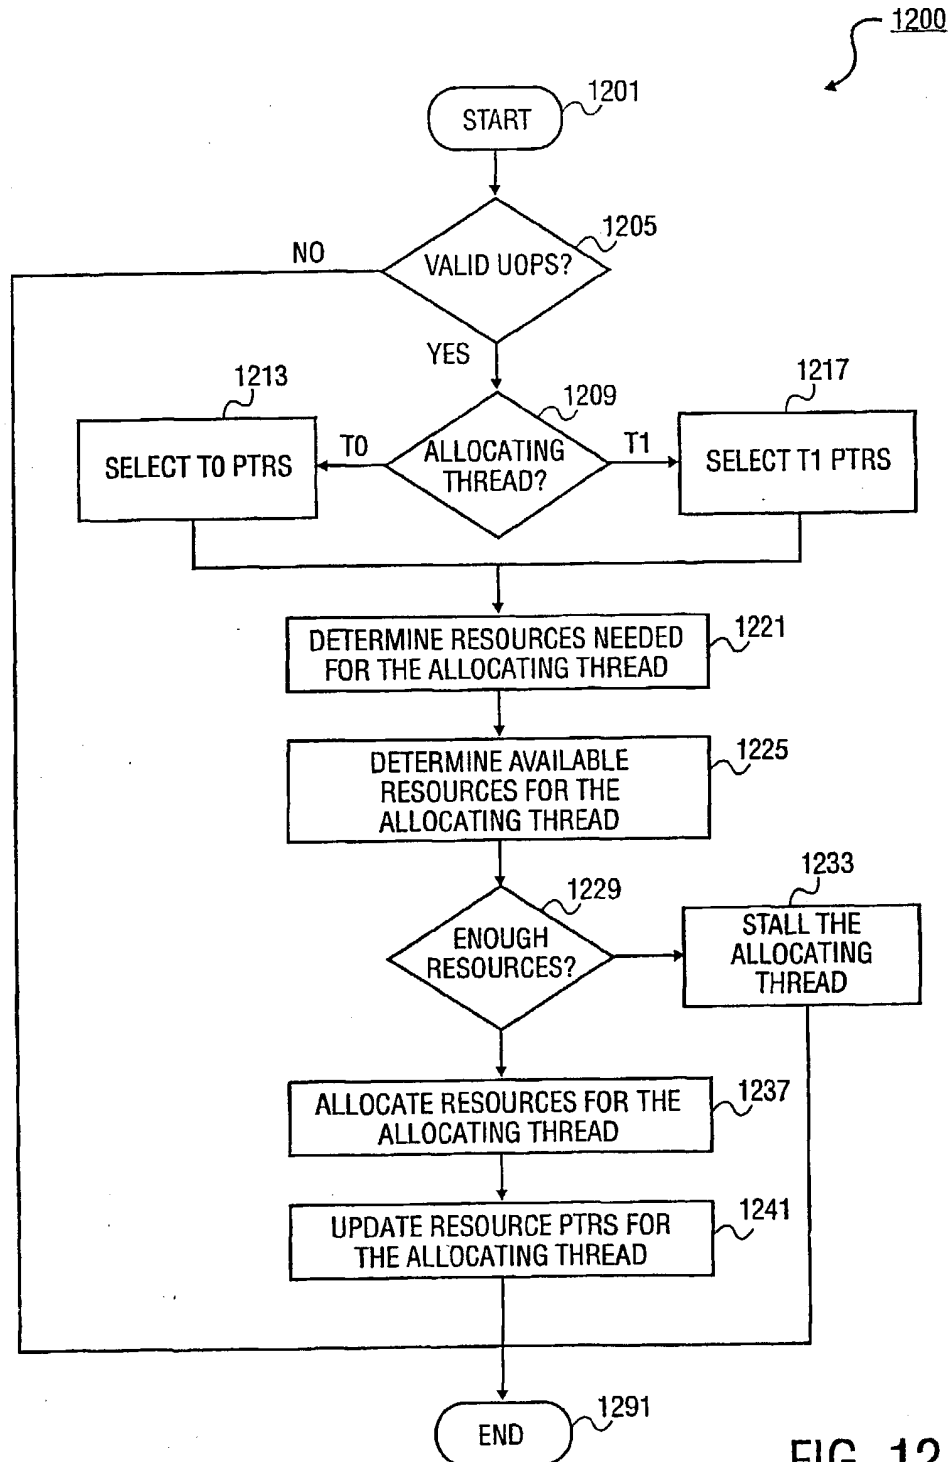 1200
1201
START
1205
NO
VALID UOPS?
YES
1213
1217
1209
T0
T1
SELECT T0 PTRS
ALLOCATING
THREAD?
SELECT T1 PTRS
1221
DETERMINE RESOURCES NEEDED
FOR THE ALLOCATING THREAD
1225
DETERMINE AVAILABLE
RESOURCES FOR THE
ALLOCATING THREAD
1233
1229
ENOUGH
RESOURCES?
STALL THE
ALLOCATING
THREAD
1237
ALLOCATE RESOURCES FOR THE
ALLOCATING THREAD
1241
UPDATE RESOURCE PTRS FOR
THE ALLOCATING THREAD
1291
END
FIG. 12